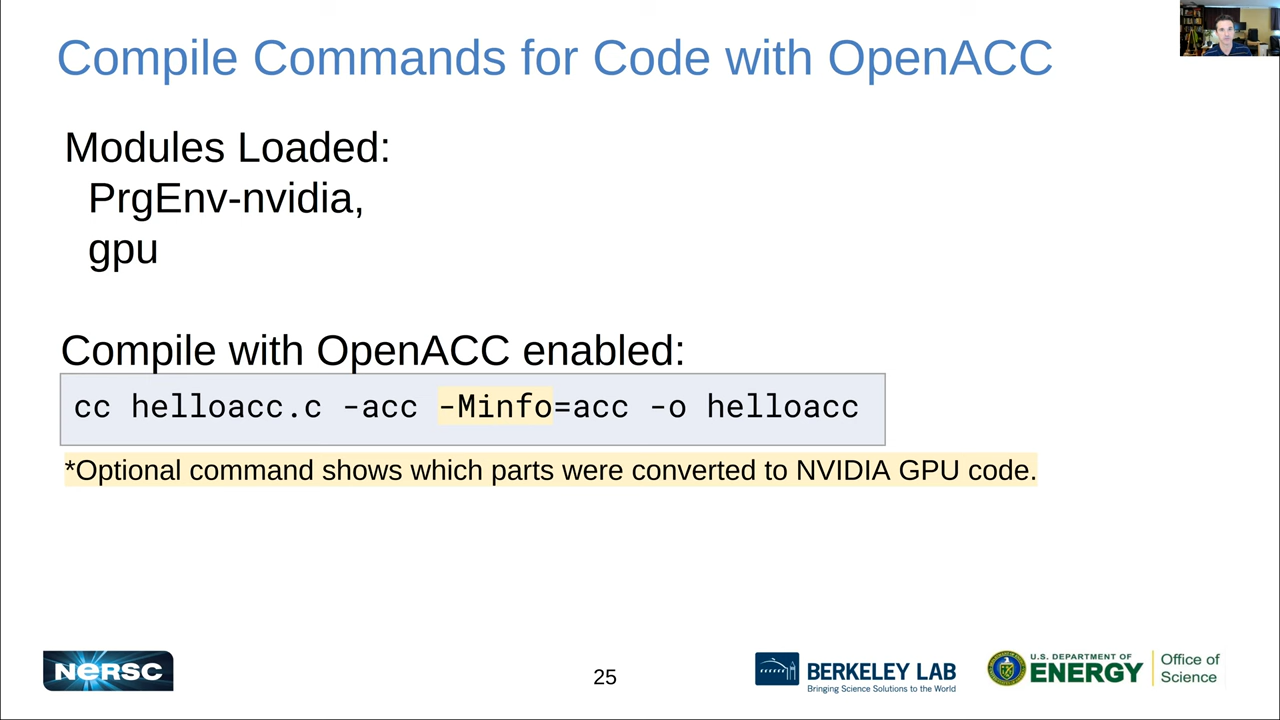 Compile Commands for Code with OpenACC
Modules Loaded:
PrgEnv-nvidia,
gpu
Compile with OpenACC enabled:
cc helloacc.c -acc -Minfo=acc -o helloacc
*Optional command shows which parts were converted to NVIDIA GPU code.
NERSC
25
BERKELEY LAB
Bringing Science Solutions to the World
U.S. DEPARTMENT OF
ENERGY
Office of
Science